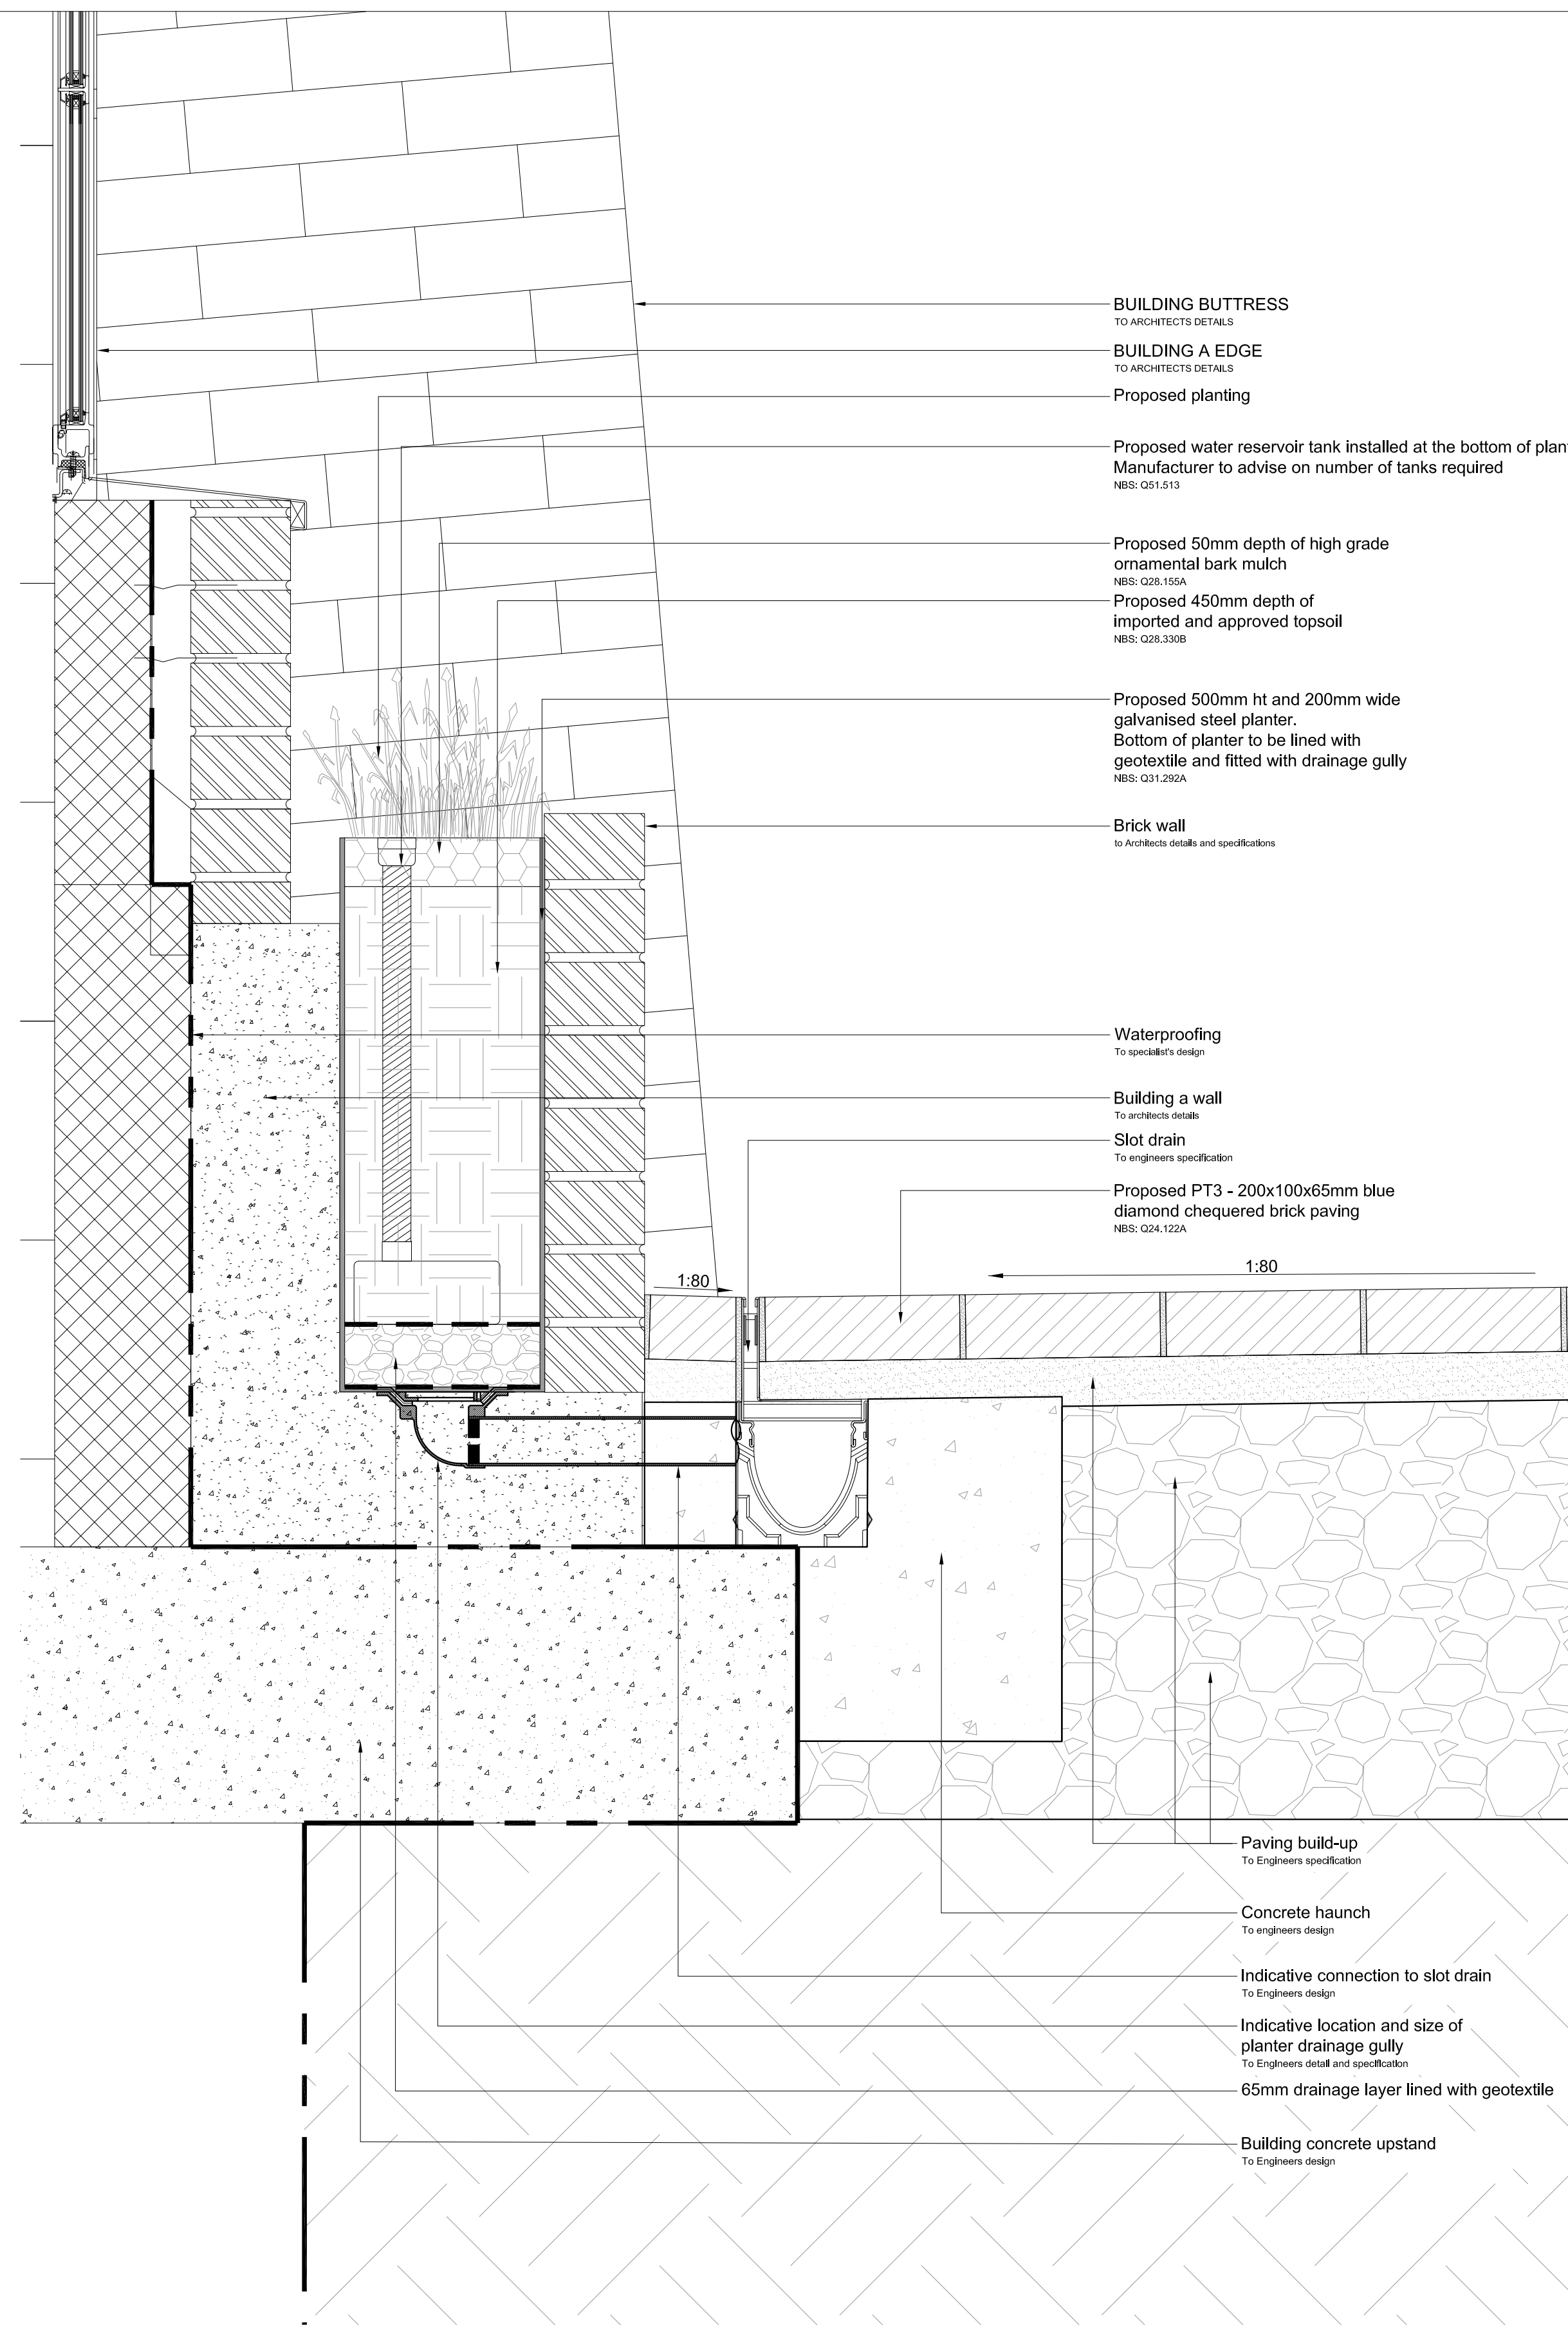 BUILDING BUTTRESS
TO ARCHITECTS DETAILS
BUILDING A EDGE
TO ARCHITECTS DETAILS
Proposed planting
Proposed water reservoir tank installed at the bottom of
Manufacturer to advise on number of tanks required
NBS: Q51.513
Proposed 50mm depth of high grade
ornamental bark mulch
NBS: Q28.155A
Proposed 450mm depth of
imported and approved topsoil
NBS: Q28.330B
Proposed 500mm ht and 200mm wide
galvanised steel planter.
Bottom of planter to be lined with
geotextile and fitted with drainage gully
NBS: Q31.292A
Brick wall
to Architects details and specifications
Waterproofing
To specialist's design
Building a wall
To architects details
Slot drain
To engineers specification
Proposed PT3 - 200x100x65mm blue
diamond chequered brick paving
NBS: Q24.122A
1:80
1:80
Paving build-up
To Engineers specification
Concrete haunch
To engineers design
Indicative connection to slot drain
To Engineers design
Indicative location and size of
planter drainage gully
To Engineers detail and specification
65mm drainage layer lined with geotextile
Building concrete upstand
To Engineers design